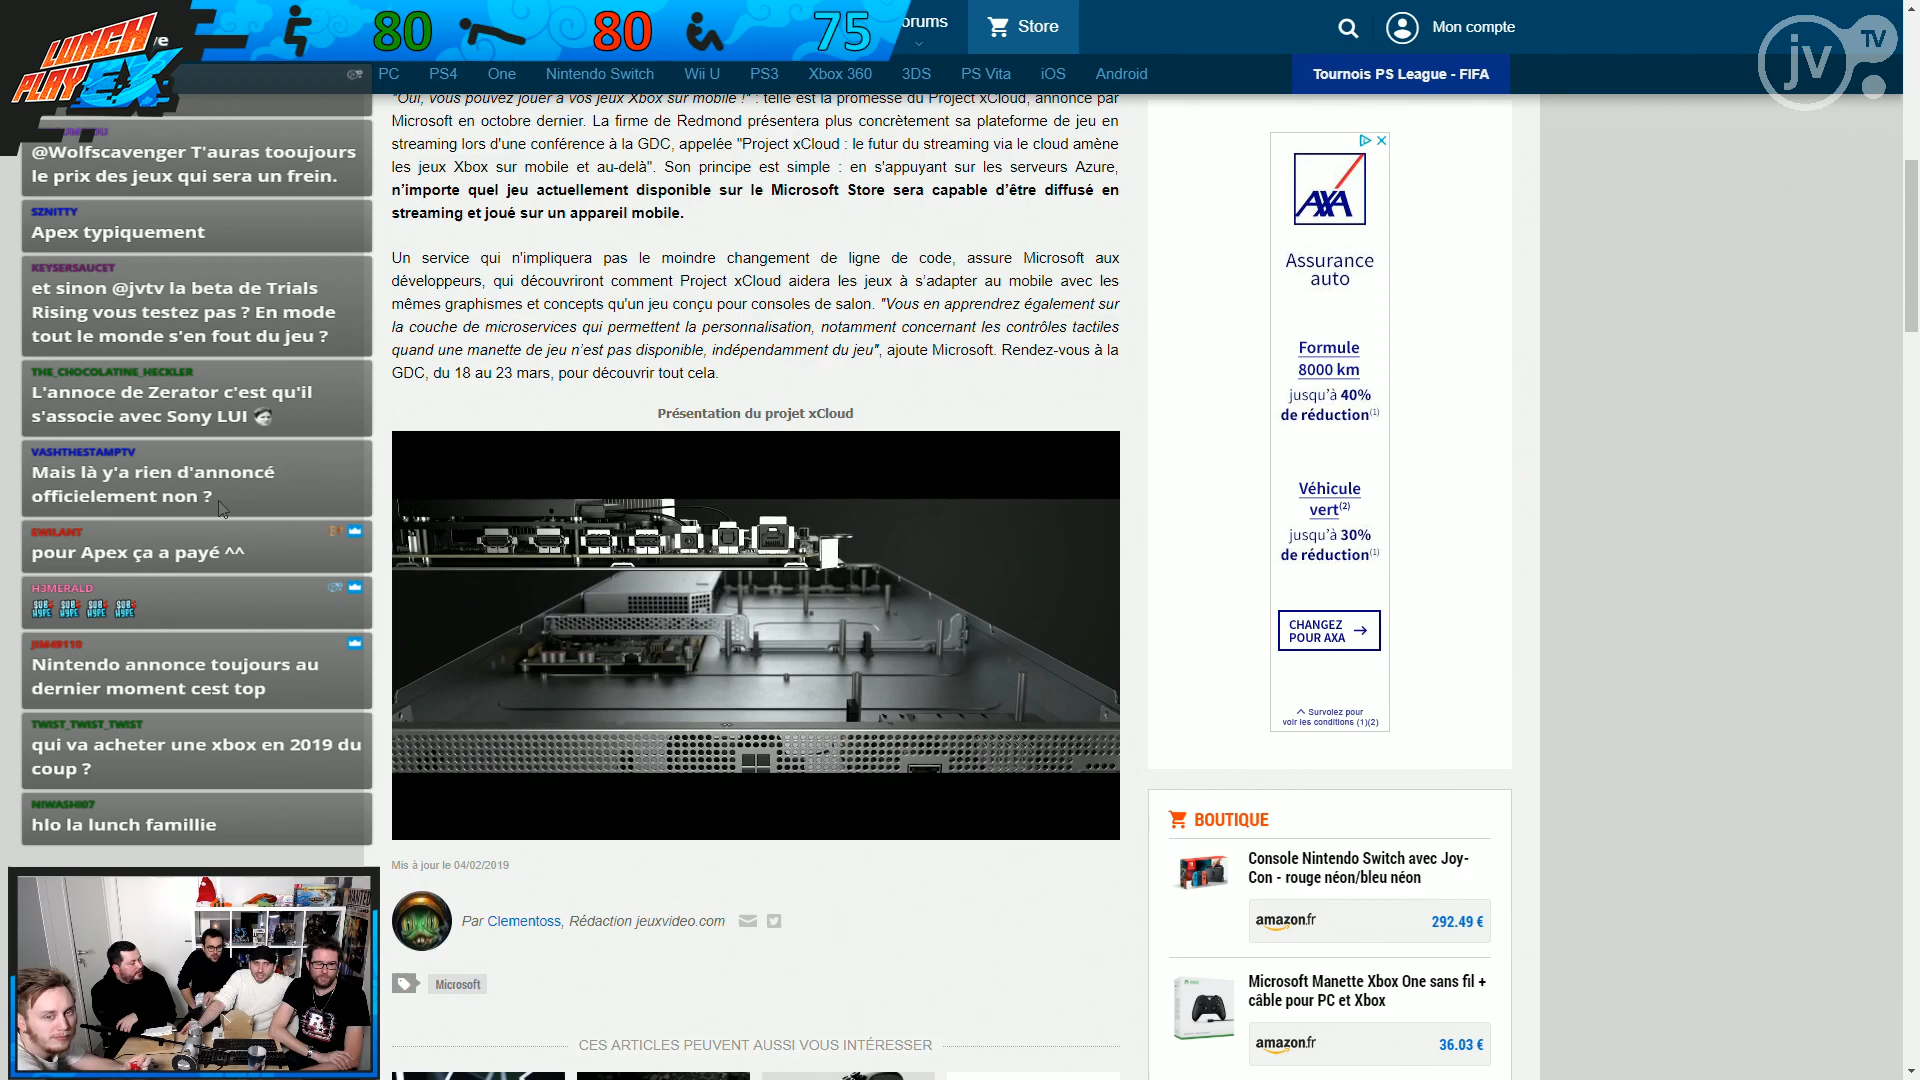 LUNCH
PLAY EX
/e
80
80
75
orums
Store
Mon compte
jv TV
PC
PS4
One
Nintendo Switch
Wii U
PS3
Xbox 360
3DS
PS Vita
iOS
Android
Tournois PS League - FIFA
@Wolfscavenger T'auras tooujours
le prix des jeux qui sera un frein.
SZNITTY
Apex typiquement
KEYSERSAUCET
et sinon @jvtv la beta de Trials
Rising vous testez pas ? En mode
tout le monde s'en fout du jeu ?
THE_CHOCOLATINE_HECKLER
L'annoce de Zerator c'est qu'il
s'associe avec Sony LUI
VASHTHESTAMPTV
Mais là y'a rien d'annoncé
officielement non ?
EWILANT
pour Apex ça a payé ^^
H3MERALD
SUB HYPE SUB HYPE SUB HYPE SUB HYPE
JIM49110
Nintendo annonce toujours au
dernier moment cest top
TWIST_TWIST_TWIST
qui va acheter une xbox en 2019 du
coup ?
NIWASHI07
hlo la lunch famillie
"Oui, vous pouvez jouer à vos jeux Xbox sur mobile !" : telle est la promesse du Project xCloud, annoncé par
Microsoft en octobre dernier. La firme de Redmond présentera plus concrètement sa plateforme de jeu en
streaming lors d'une conférence à la GDC, appelée "Project xCloud : le futur du streaming via le cloud amène
les jeux Xbox sur mobile et au-delà". Son principe est simple : en s'appuyant sur les serveurs Azure,
n'importe quel jeu actuellement disponible sur le Microsoft Store sera capable d'être diffusé en
streaming et joué sur un appareil mobile.
Un service qui n'impliquera pas le moindre changement de ligne de code, assure Microsoft aux
développeurs, qui découvriront comment Project xCloud aidera les jeux à s'adapter au mobile avec les
mêmes graphismes et concepts qu'un jeu conçu pour consoles de salon. "Vous en apprendrez également sur
la couche de microservices qui permettent la personnalisation, notamment concernant les contrôles tactiles
quand une manette de jeu n'est pas disponible, indépendamment du jeu", ajoute Microsoft. Rendez-vous à la
GDC, du 18 au 23 mars, pour découvrir tout cela.
Présentation du projet xCloud
Mis à jour le 04/02/2019
Par Clementoss, Rédaction jeuxvideo.com
Microsoft
CES ARTICLES PEUVENT AUSSI VOUS INTÉRESSER
AXA
Assurance
auto
Formule
8000 km
jusqu'à 40%
de réduction(1)
Véhicule
vert(2)
jusqu'à 30%
de réduction(1)
CHANGEZ
POUR AXA
Survolez pour
voir les conditions (1)(2)
BOUTIQUE
Console Nintendo Switch avec Joy-
Con - rouge néon/bleu néon
amazon.fr
292.49 €
Microsoft Manette Xbox One sans fil +
câble pour PC et Xbox
amazon.fr
36.03 €
WANTED